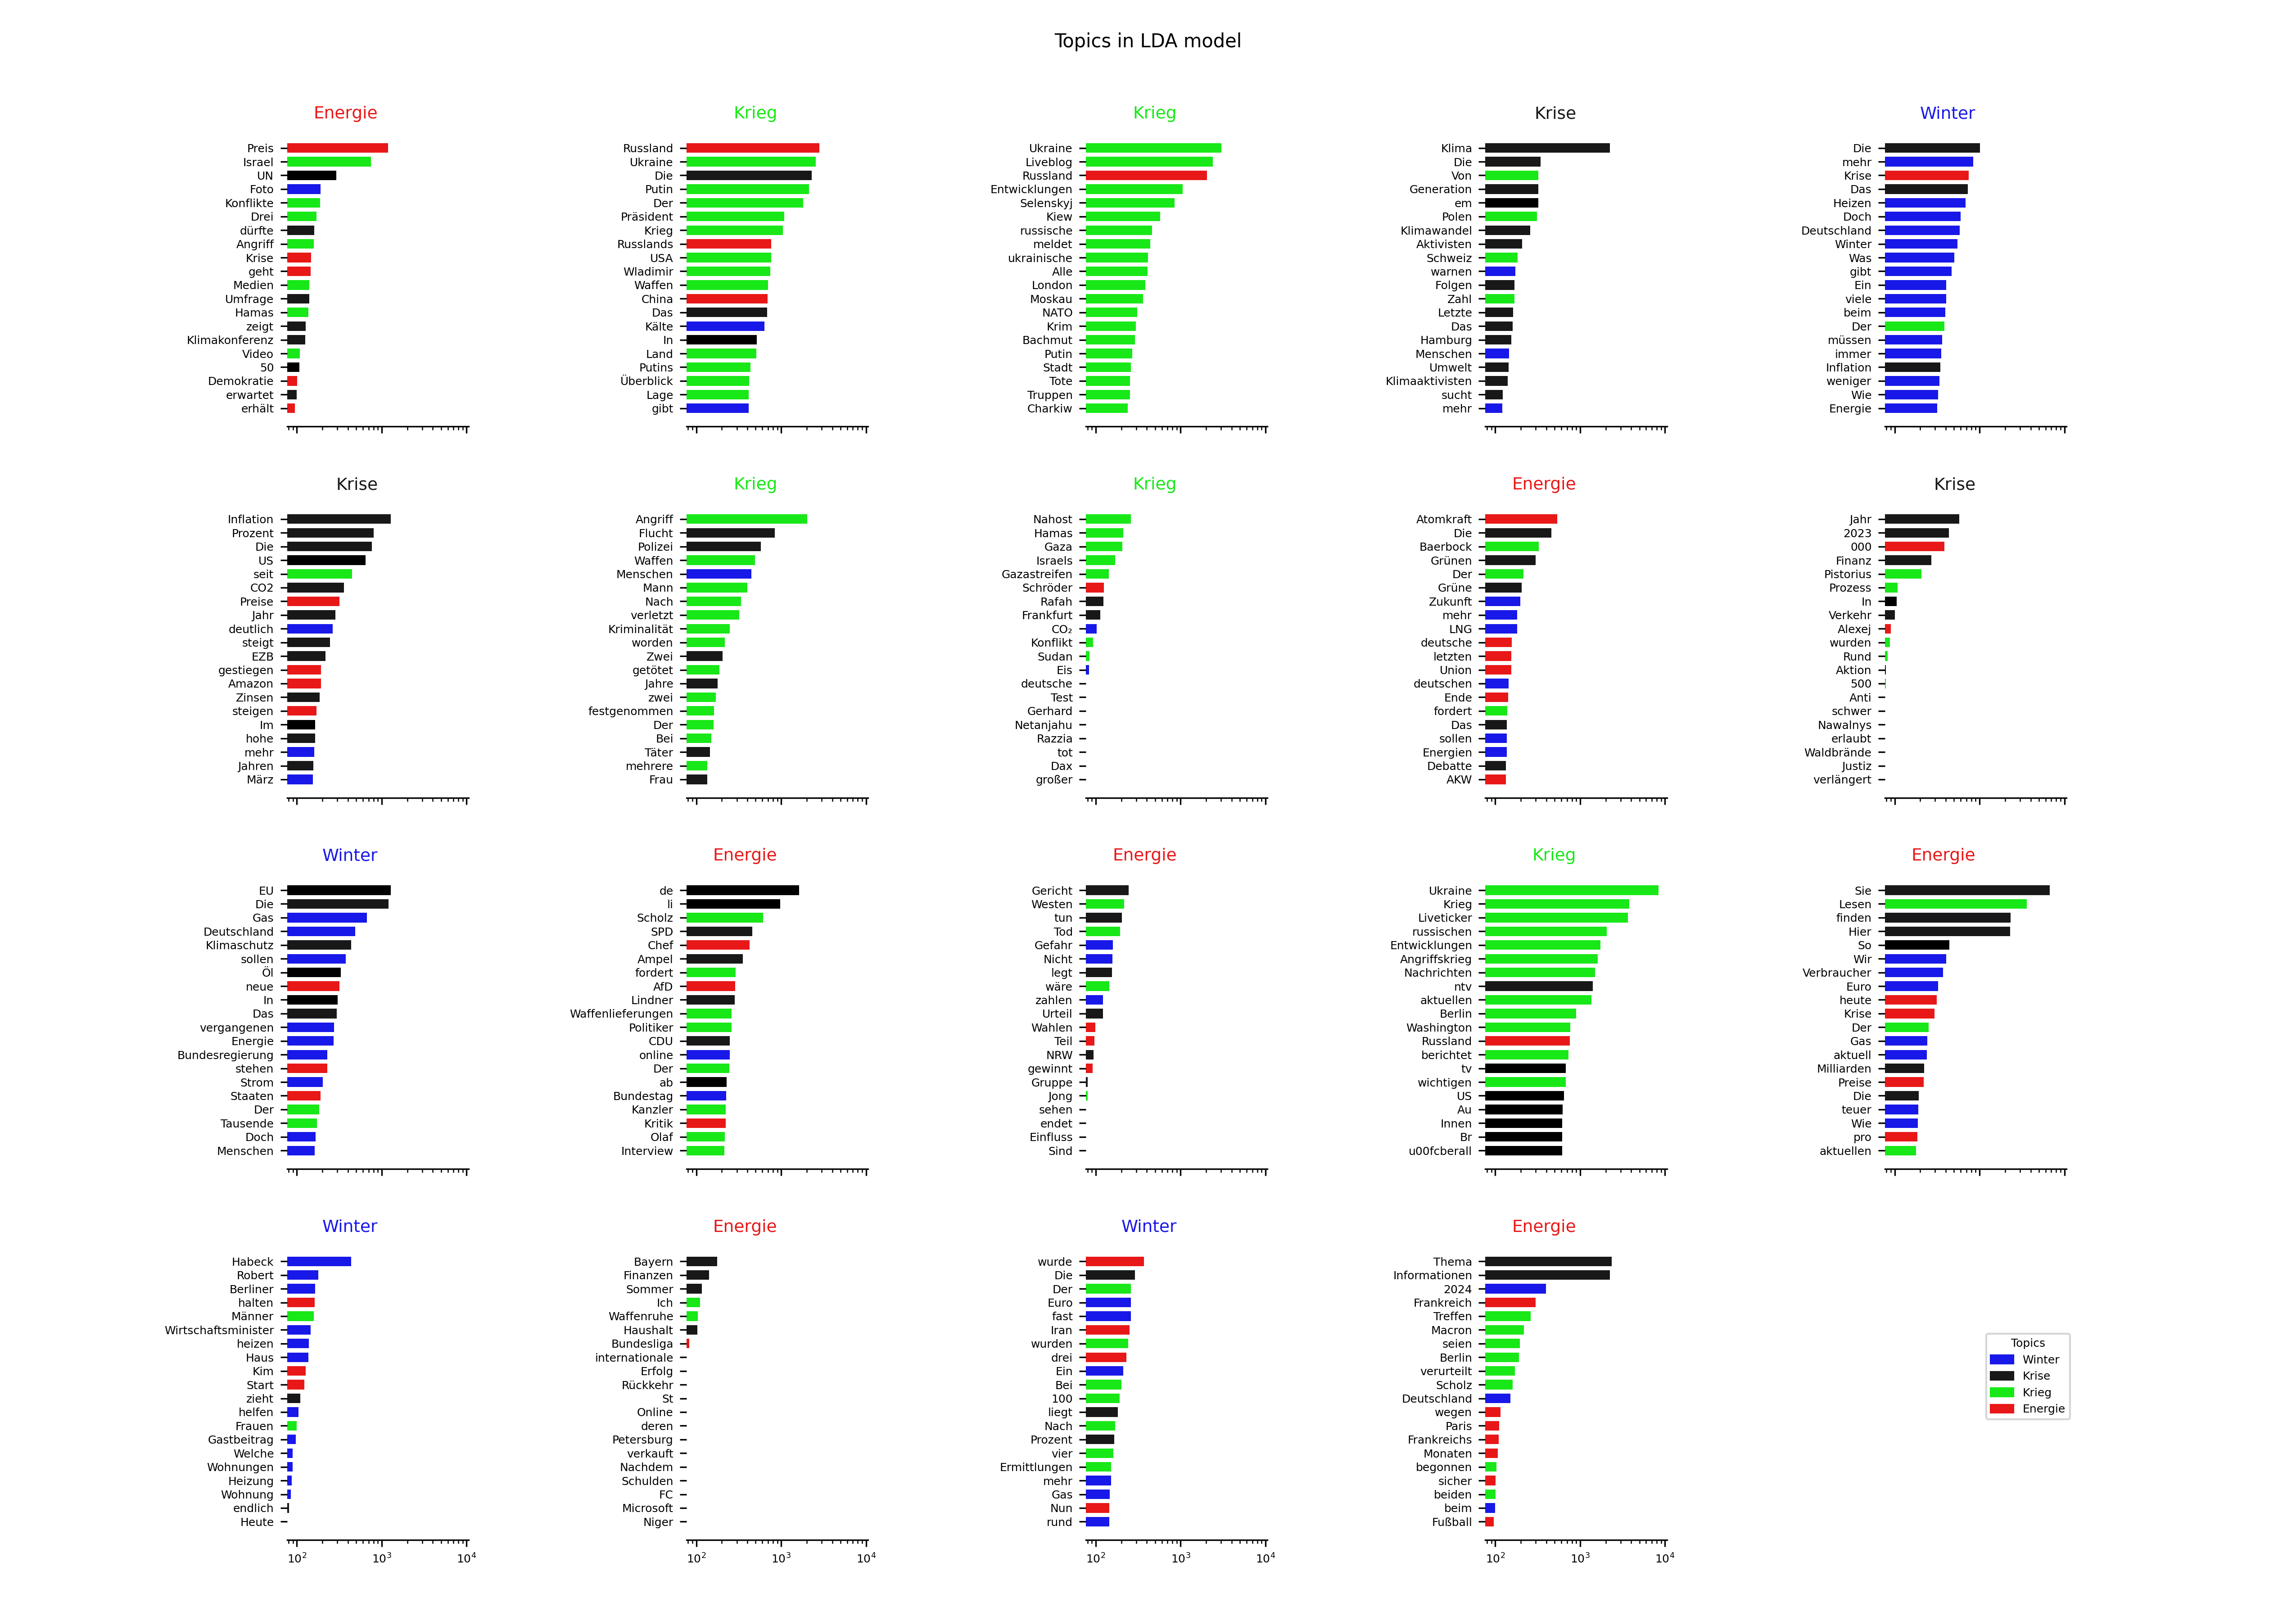 Topics in LDA model
Energie
Preis
Israel
UN
Foto
Konflikte
Drei
dürfte
Angriff
Krise
geht
Medien
Umfrage
Hamas
zeigt
Klimakonferenz
Video
50
Demokratie
erwartet
erhält
Krieg
Russland
Ukraine
Die
Putin
Der
Präsident
Krieg
Russlands
USA
Wladimir
Waffen
China
Das
Kälte
In
Land
Putins
Überblick
Lage
gibt
Krieg
Ukraine
Liveblog
Russland
Entwicklungen
Selenskyj
Kiew
russische
meldet
ukrainische
Alle
London
Moskau
NATO
Krim
Bachmut
Putin
Stadt
Tote
Truppen
Charkiw
Krise
Klima
Die
Von
Generation
em
Polen
Klimawandel
Aktivisten
Schweiz
warnen
Folgen
Zahl
Letzte
Das
Hamburg
Menschen
Umwelt
Klimaaktivisten
sucht
mehr
Winter
Die
mehr
Krise
Das
Heizen
Doch
Deutschland
Winter
Was
gibt
Ein
viele
beim
Der
müssen
immer
Inflation
weniger
Wie
Energie
Krise
Inflation
Prozent
Die
US
seit
CO2
Preise
Jahr
deutlich
steigt
EZB
gestiegen
Amazon
Zinsen
steigen
Im
hohe
mehr
Jahren
März
Krieg
Angriff
Flucht
Polizei
Waffen
Menschen
Mann
Nach
verletzt
Kriminalität
worden
Zwei
getötet
Jahre
zwei
festgenommen
Der
Bei
Täter
mehrere
Frau
Krieg
Nahost
Hamas
Gaza
Israels
Gazastreifen
Schröder
Rafah
Frankfurt
CO₂
Konflikt
Sudan
Eis
deutsche
Test
Gerhard
Netanjahu
Razzia
tot
Dax
großer
Energie
Atomkraft
Die
Baerbock
Grünen
Der
Grüne
Zukunft
mehr
LNG
deutsche
letzten
Union
deutschen
Ende
fordert
Das
sollen
Energien
Debatte
AKW
Krise
Jahr
2023
000
Finanz
Pistorius
Prozess
In
Verkehr
Alexej
wurden
Rund
Aktion
500
Anti
schwer
Nawalnys
erlaubt
Waldbrände
Justiz
verlängert
Winter
EU
Die
Gas
Deutschland
Klimaschutz
sollen
Öl
neue
In
Das
vergangenen
Energie
Bundesregierung
stehen
Strom
Staaten
Der
Tausende
Doch
Menschen
Energie
de
li
Scholz
SPD
Chef
Ampel
fordert
AfD
Lindner
Waffenlieferungen
Politiker
CDU
online
Der
ab
Bundestag
Kanzler
Kritik
Olaf
Interview
Energie
Gericht
Westen
tun
Tod
Gefahr
Nicht
legt
wäre
zahlen
Urteil
Wahlen
Teil
NRW
gewinnt
Gruppe
Jong
sehen
endet
Einfluss
Sind
Krieg
Ukraine
Krieg
Liveticker
russischen
Entwicklungen
Angriffskrieg
Nachrichten
ntv
aktuellen
Berlin
Washington
Russland
berichtet
tv
wichtigen
US
Au
Innen
Br
u00fcberall
Energie
Sie
Lesen
finden
Hier
So
Wir
Verbraucher
Euro
heute
Krise
Der
Gas
aktuell
Milliarden
Preise
Die
teuer
Wie
pro
aktuellen
Winter
Habeck
Robert
Berliner
halten
Männer
Wirtschaftsminister
heizen
Haus
Kim
Start
zieht
helfen
Frauen
Gastbeitrag
Welche
Wohnungen
Heizung
Wohnung
endlich
Heute
10² 10³ 10⁴
Energie
Bayern
Finanzen
Sommer
Ich
Waffenruhe
Haushalt
Bundesliga
internationale
Erfolg
Rückkehr
St
Online
deren
Petersburg
verkauft
Nachdem
Schulden
FC
Microsoft
Niger
10² 10³ 10⁴
Winter
wurde
Die
Der
Euro
fast
Iran
wurden
drei
Ein
Bei
100
liegt
Nach
Prozent
vier
Ermittlungen
mehr
Gas
Nun
rund
10² 10³ 10⁴
Energie
Thema
Informationen
2024
Frankreich
Treffen
Macron
seien
Berlin
verurteilt
Scholz
Deutschland
wegen
Paris
Frankreichs
Monaten
begonnen
sicher
beiden
beim
Fußball
10² 10³ 10⁴
Topics
Winter
Krise
Krieg
Energie